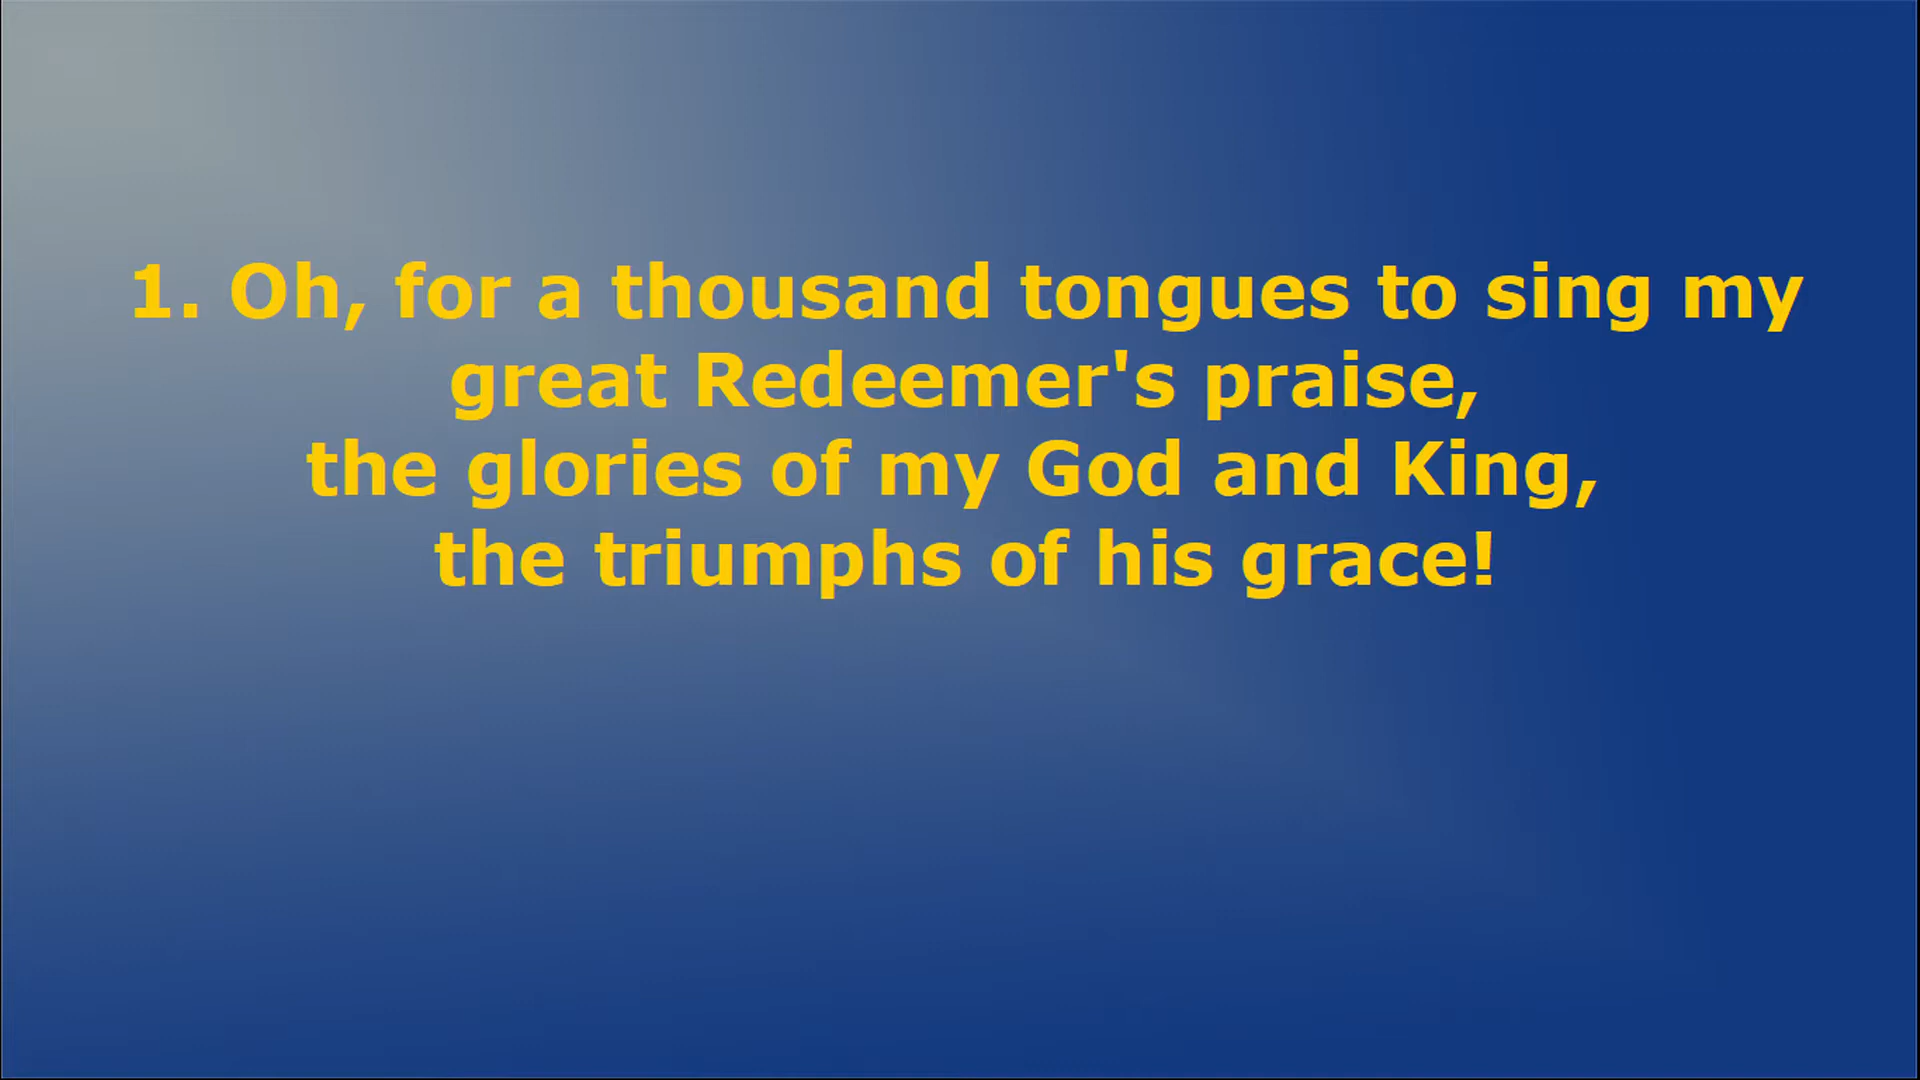 1. Oh, for a thousand tongues to sing my
great Redeemer's praise,
the glories of my God and King,
the triumphs of his grace!